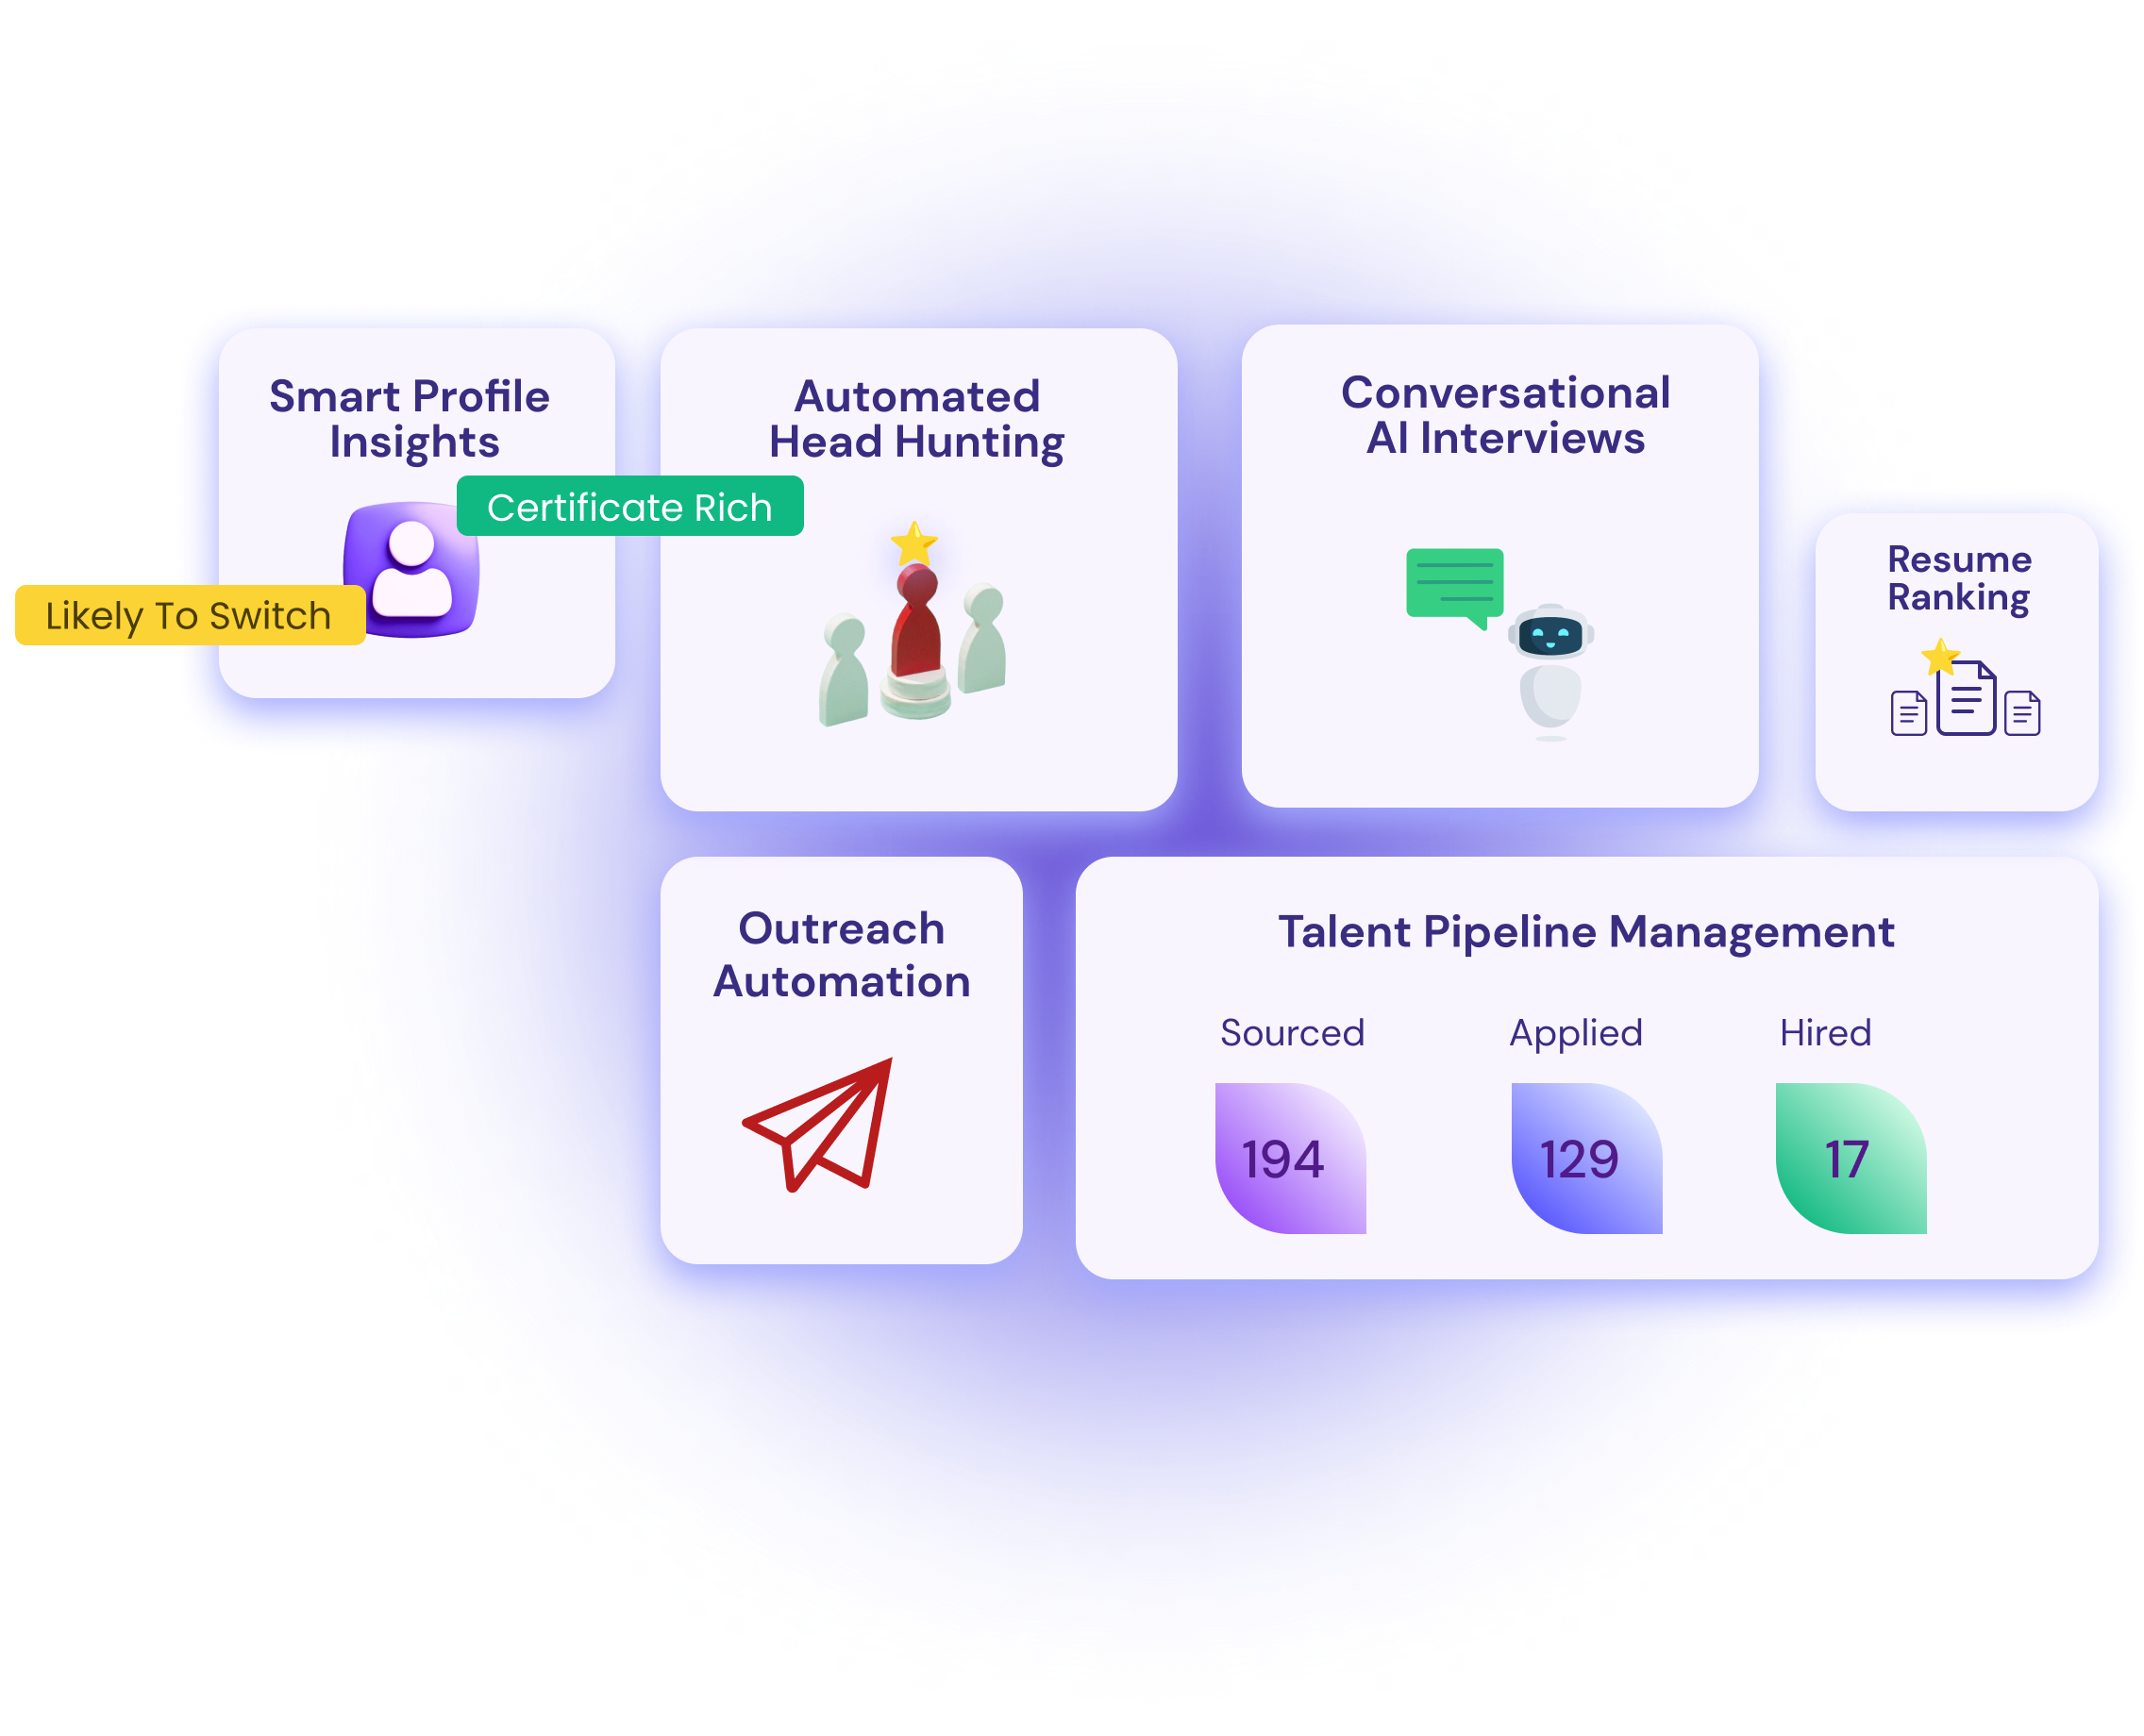 Smart Profile
Insights
Certificate Rich
Likely To Switch
Automated
Head Hunting
Conversational
AI Interviews
Resume
Ranking
Outreach
Automation
Talent Pipeline Management
Sourced
Applied
Hired
194
129
17